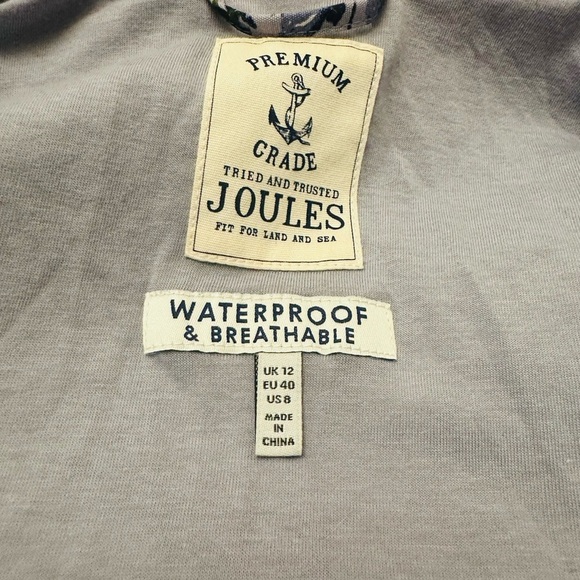 PREMIUM
GRADE
TRIED AND TRUSTED
JOULES
FIT FOR LAND AND SEA
WATERPROOF
& BREATHABLE
UK 12
EU 40
US 8
MADE
IN
CHINA